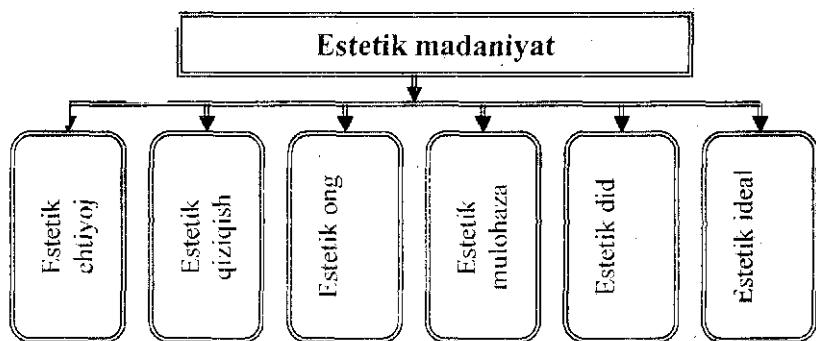 Estetik madaniyat
Estetik
ehtiyoj
Estetik
qiziqish
Estetik ong
Estetik
mulohaza
Estetik did
Estetik ideal